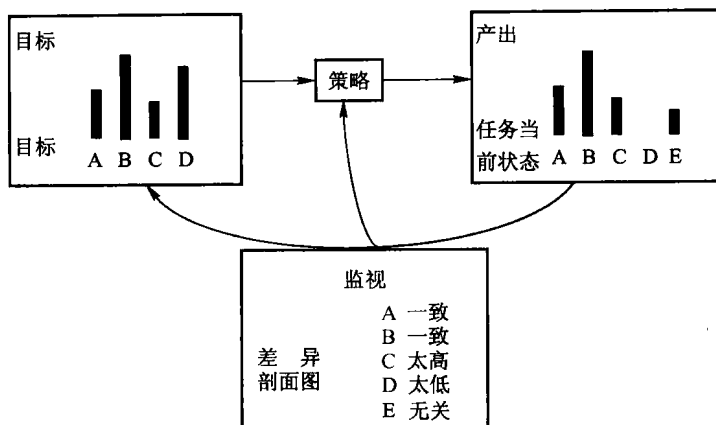 目标
目标
A B C D
策略
产出
任务当
前状态 A B C D E
监视
A 一致
B 一致
差 异 C 太高
剖面图 D 太低
E 无关